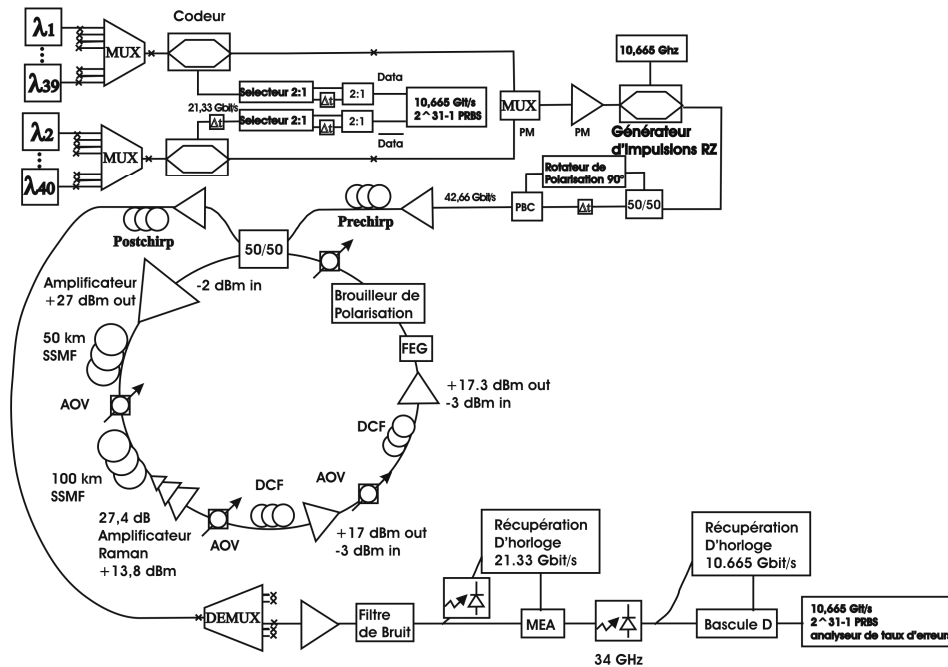 Codeur
λ1
λ39
MUX
Data
Selecteur 2:1
Δt
2:1
21,33 Gbit/s
Δt
Selecteur 2:1
Δt
2:1
Data
10,665 Git/s
2^31-1 PRBS
λ2
λ40
MUX
MUX
PM
PM
10,665 Ghz
Générateur
d'impulsions RZ
Rotateur de
Polarisation 90°
PBC
Δt
50/50
42,66 Gbit/s
Prechirp
Postchirp
50/50
Amplificateur
+27 dBm out
-2 dBm in
Brouilleur de
Polarisation
FEG
50 km
SSMF
+17.3 dBm out
-3 dBm in
AOV
DCF
100 km
SSMF
AOV
DCF
27,4 dB
Amplificateur
Raman
+13,8 dBm
AOV
+17 dBm out
-3 dBm in
Récupération
D'horloge
21.33 Gbit/s
Récupération
D'horloge
10.665 Gbit/s
DEMUX
Filtre
de Bruit
MEA
34 GHz
Bascule D
10,665 Git/s
2^31-1 PRBS
analyseur de taux d'erreurs